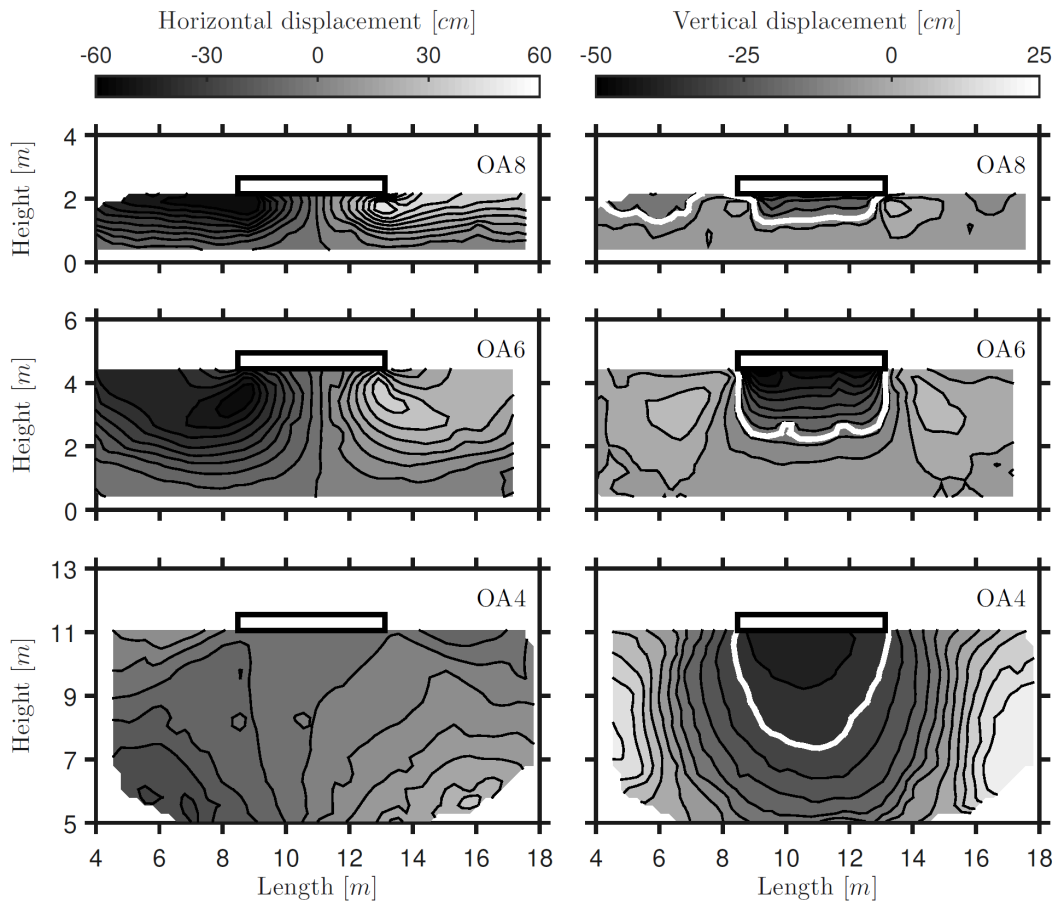 Horizontal displacement [cm]
Vertical displacement [cm]
-60 -30 0 30 60
-50 -25 0 25
4
2
0
Height [m]
OA8
OA8
6
4
2
0
Height [m]
OA6
OA6
13
11
9
7
5
Height [m]
OA4
OA4
4 6 8 10 12 14 16 18
4 6 8 10 12 14 16 18
Length [m]
Length [m]